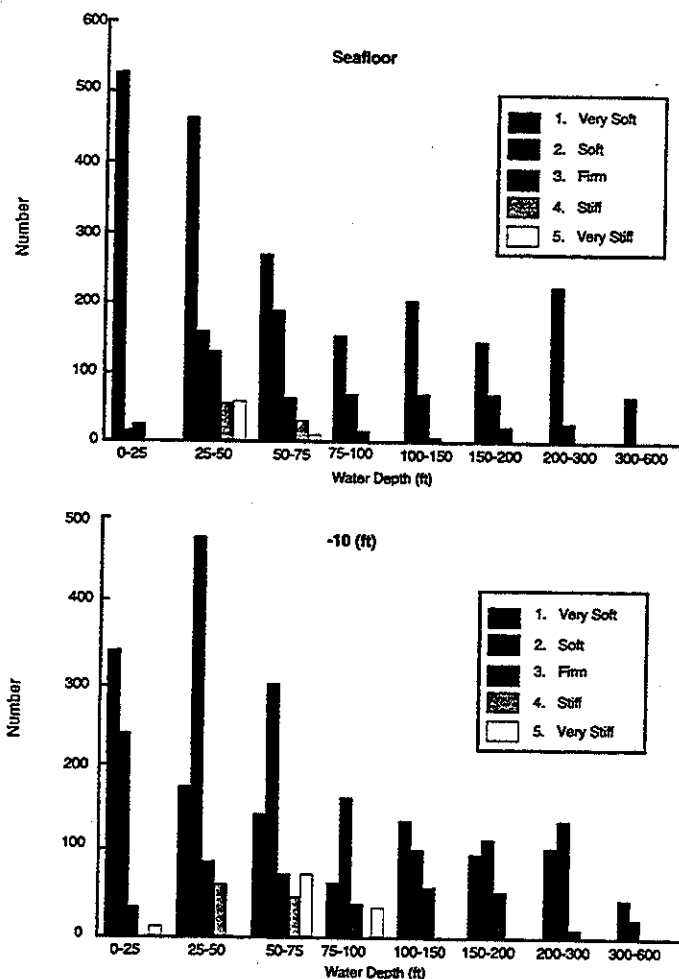 Seafloor
600
500
400
300
200
100
0
Number
1. Very Soft
2. Soft
3. Firm
4. Stiff
5. Very Stiff
0-25 25-50 50-75 75-100 100-150 150-200 200-300 300-600
Water Depth (ft)
-10 (ft)
500
400
300
200
100
0
Number
1. Very Soft
2. Soft
3. Firm
4. Stiff
5. Very Stiff
0-25 25-50 50-75 75-100 100-150 150-200 200-300 300-600
Water Depth (ft)